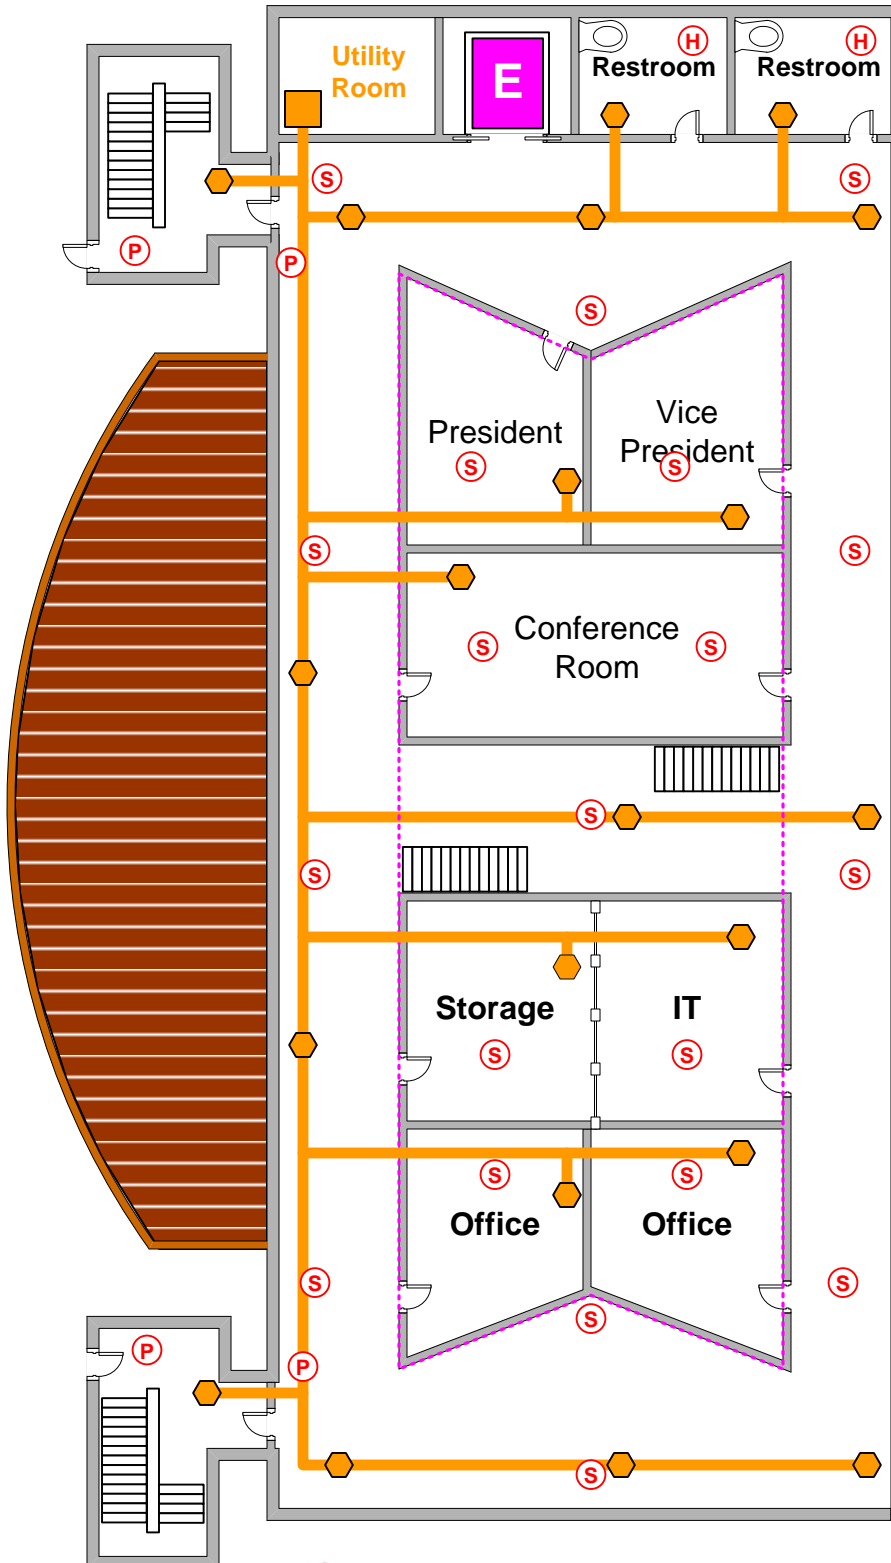 Utility
Room
E
H
Restroom
H
Restroom
S
S
P
P
S
President
S
Vice
President
S
S
S
Conference
Room
S
S
S
S
S
Storage
S
IT
S
S
Office
S
Office
S
S
S
P
P
S